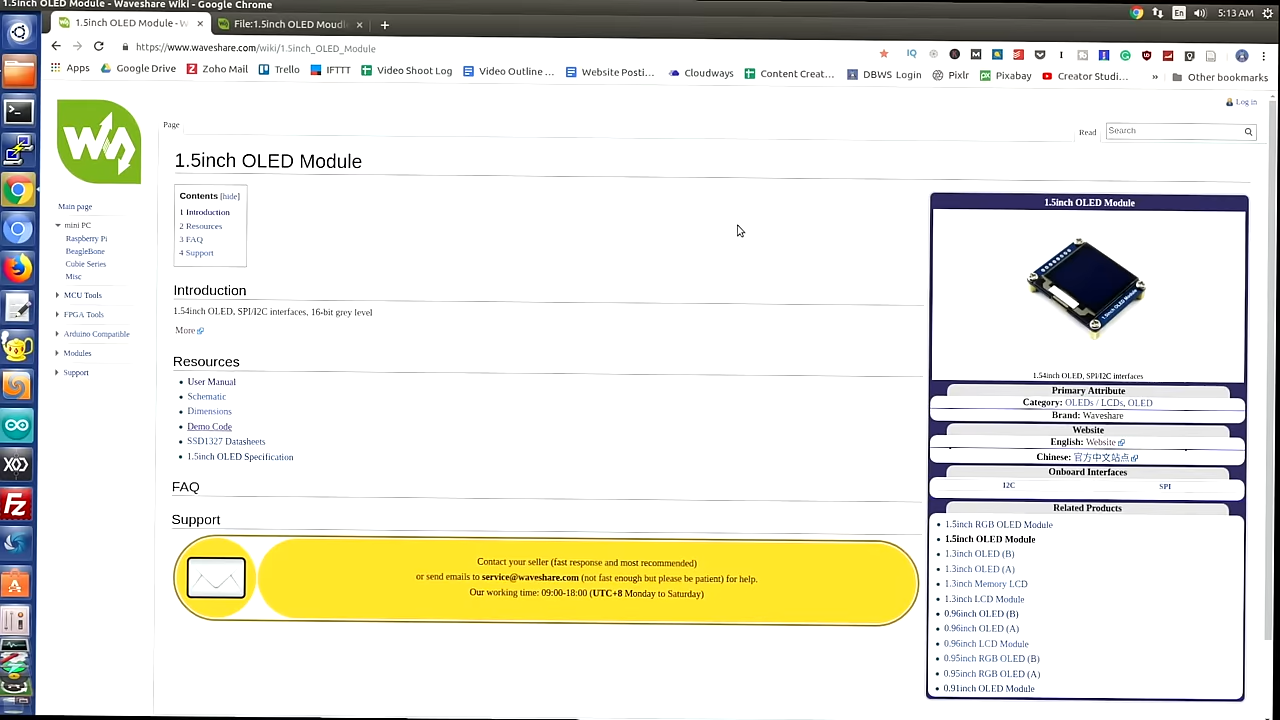 1.5inch OLED Module - Waveshare Wiki - Google Chrome
En
5:13 AM
1.5inch OLED Module - W
File:1.5inch OLED Moudl
https://www.waveshare.com/wiki/1.5inch_OLED_Module
IQ
Apps
Google Drive
Zoho Mail
Trello
IFTTT
Video Shoot Log
Video Outline ...
Website Posti...
Cloudways
Content Creat...
DBWS Login
Pixlr
Pixabay
Creator Studi...
»
Other bookmarks
Log in
Page
Read
Search
1.5inch OLED Module
Contents [hide]
1 Introduction
2 Resources
3 FAQ
4 Support
Main page
mini PC
Raspberry Pi
BeagleBone
Cubie Series
Misc
MCU Tools
FPGA Tools
Arduino Compatible
Modules
Support
Introduction
1.54inch OLED, SPI/I2C interfaces, 16-bit grey level
More
Resources
User Manual
Schematic
Dimensions
Demo Code
SSD1327 Datasheets
1.5inch OLED Specification
FAQ
Support
Contact your seller (fast response and most recommended)
or send emails to service@waveshare.com (not fast enough but please be patient) for help.
Our working time: 09:00-18:00 (UTC+8 Monday to Saturday)
1.5inch OLED Module
1.54inch OLED, SPI/I2C interfaces
Primary Attribute
Category: OLEDs / LCDs, OLED
Brand: Waveshare
Website
English: Website
Chinese: 官方中文站点
Onboard Interfaces
I2C SPI
Related Products
1.5inch RGB OLED Module
1.5inch OLED Module
1.3inch OLED (B)
1.3inch OLED (A)
1.3inch Memory LCD
1.3inch LCD Module
0.96inch OLED (B)
0.96inch OLED (A)
0.96inch LCD Module
0.95inch RGB OLED (B)
0.95inch RGB OLED (A)
0.91inch OLED Module